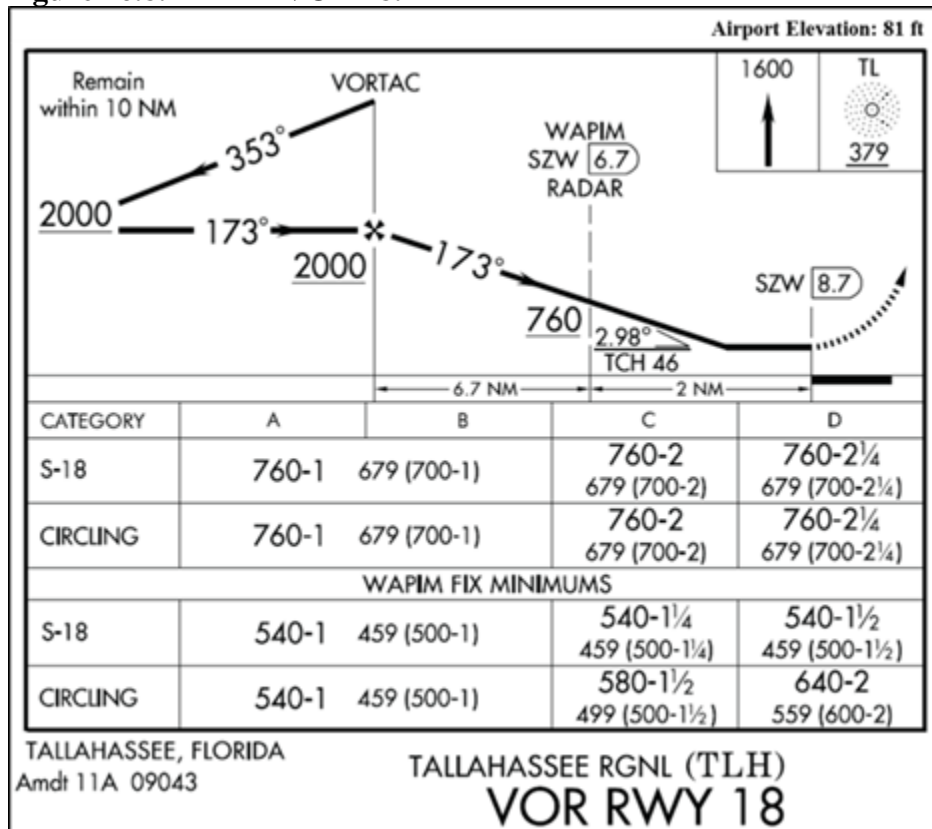 Airport Elevation: 81 ft
Remain
within 10 NM
VORTAC
1600
TL
379
353°
WAPIM
SZW 6.7
RADAR
2000
173°
2000
173°
SZW 8.7
760
2.98°
TCH 46
6.7 NM
2 NM
CATEGORY A B C D
S-18 760-1 679 (700-1) 760-2 760-2¼
679 (700-2) 679 (700-2¼)
CIRCLING 760-1 679 (700-1) 760-2 760-2¼
679 (700-2) 679 (700-2¼)
WAPIM FIX MINIMUMS
S-18 540-1 459 (500-1) 540-1¼ 540-1½
459 (500-1¼) 459 (500-1½)
CIRCLING 540-1 459 (500-1) 580-1½ 640-2
499 (500-1½) 559 (600-2)
TALLAHASSEE, FLORIDA
Amdt 11A 09043
TALLAHASSEE RGNL (TLH)
VOR RWY 18